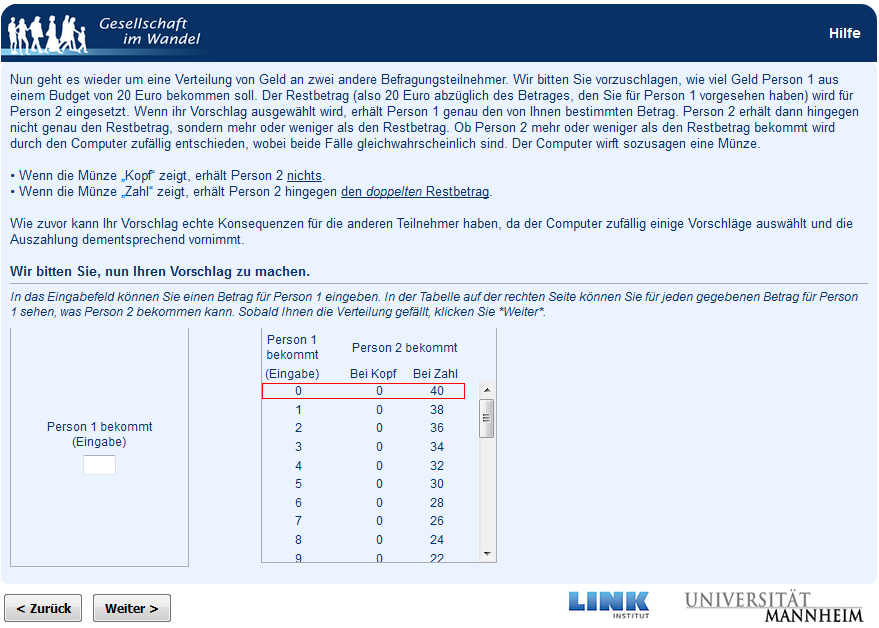 Gesellschaft
im Wandel
Hilfe
Nun geht es wieder um eine Verteilung von Geld an zwei andere Befragungsteilnehmer. Wir bitten Sie vorzuschlagen, wie viel Geld Person 1 aus
einem Budget von 20 Euro bekommen soll. Der Restbetrag (also 20 Euro abzüglich des Betrages, den Sie für Person 1 vorgesehen haben) wird für
Person 2 eingesetzt. Wenn ihr Vorschlag ausgewählt wird, erhält Person 1 genau den von Ihnen bestimmten Betrag. Person 2 erhält dann hingegen
nicht genau den Restbetrag, sondern mehr oder weniger als den Restbetrag. Ob Person 2 mehr oder weniger als den Restbetrag bekommt wird
durch den Computer zufällig entschieden, wobei beide Fälle gleichwahrscheinlich sind. Der Computer wirft sozusagen eine Münze.
• Wenn die Münze „Kopf“ zeigt, erhält Person 2 nichts.
• Wenn die Münze „Zahl“ zeigt, erhält Person 2 hingegen den doppelten Restbetrag.
Wie zuvor kann Ihr Vorschlag echte Konsequenzen für die anderen Teilnehmer haben, da der Computer zufällig einige Vorschläge auswählt und die
Auszahlung dementsprechend vornimmt.
Wir bitten Sie, nun Ihren Vorschlag zu machen.
In das Eingabefeld können Sie einen Betrag für Person 1 eingeben. In der Tabelle auf der rechten Seite können Sie für jeden gegebenen Betrag für Person
1 sehen, was Person 2 bekommen kann. Sobald Ihnen die Verteilung gefällt, klicken Sie *Weiter*.
Person 1 bekommt
(Eingabe)
Person 1
bekommt
Person 2 bekommt
(Eingabe) Bei Kopf Bei Zahl
0 0 40
1 0 38
2 0 36
3 0 34
4 0 32
5 0 30
6 0 28
7 0 26
8 0 24
9 0 22
< Zurück
Weiter >
LINK
INSTITUT
UNIVERSITÄT
MANNHEIM